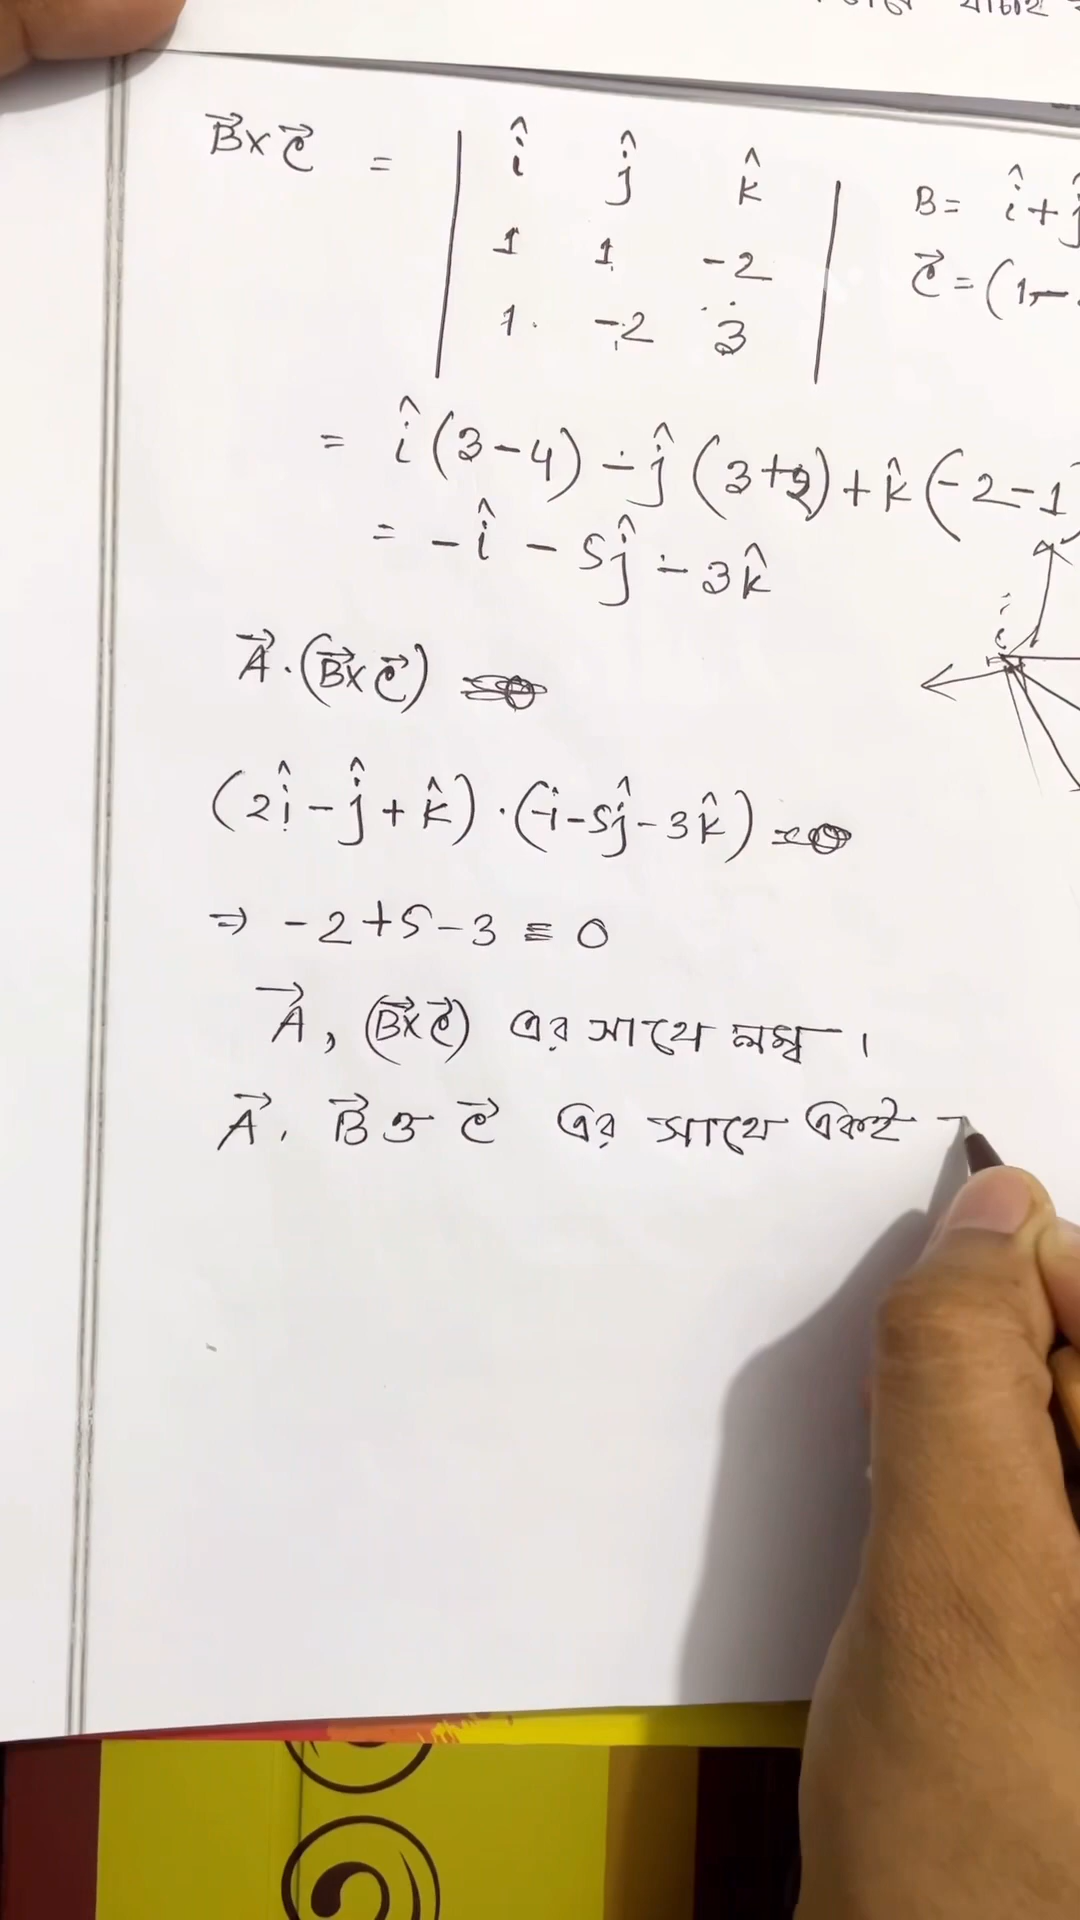 B⃗×C⃗ = | î ĵ k̂ | B= î+ĵ
1 1 -2 C⃗=(1-
1 -2 3
= î(3-4)-ĵ(3+2)+k̂(-2-1)
= -î - 5ĵ - 3k̂
A⃗.(B⃗×C⃗)
(2î-ĵ+k̂).(-i-5ĵ-3k̂)
⇒ -2+5-3 = 0
A⃗, (B⃗×C⃗) এর সাথে লম্ব।
A⃗, B⃗ ও C⃗ এর সাথে একই